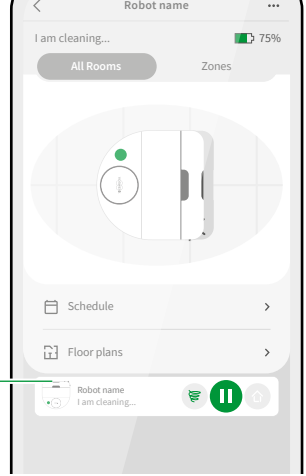 Robot name
I am cleaning...
75%
All Rooms
Zones
Schedule
Floor plans
Robot name
I am cleaning...